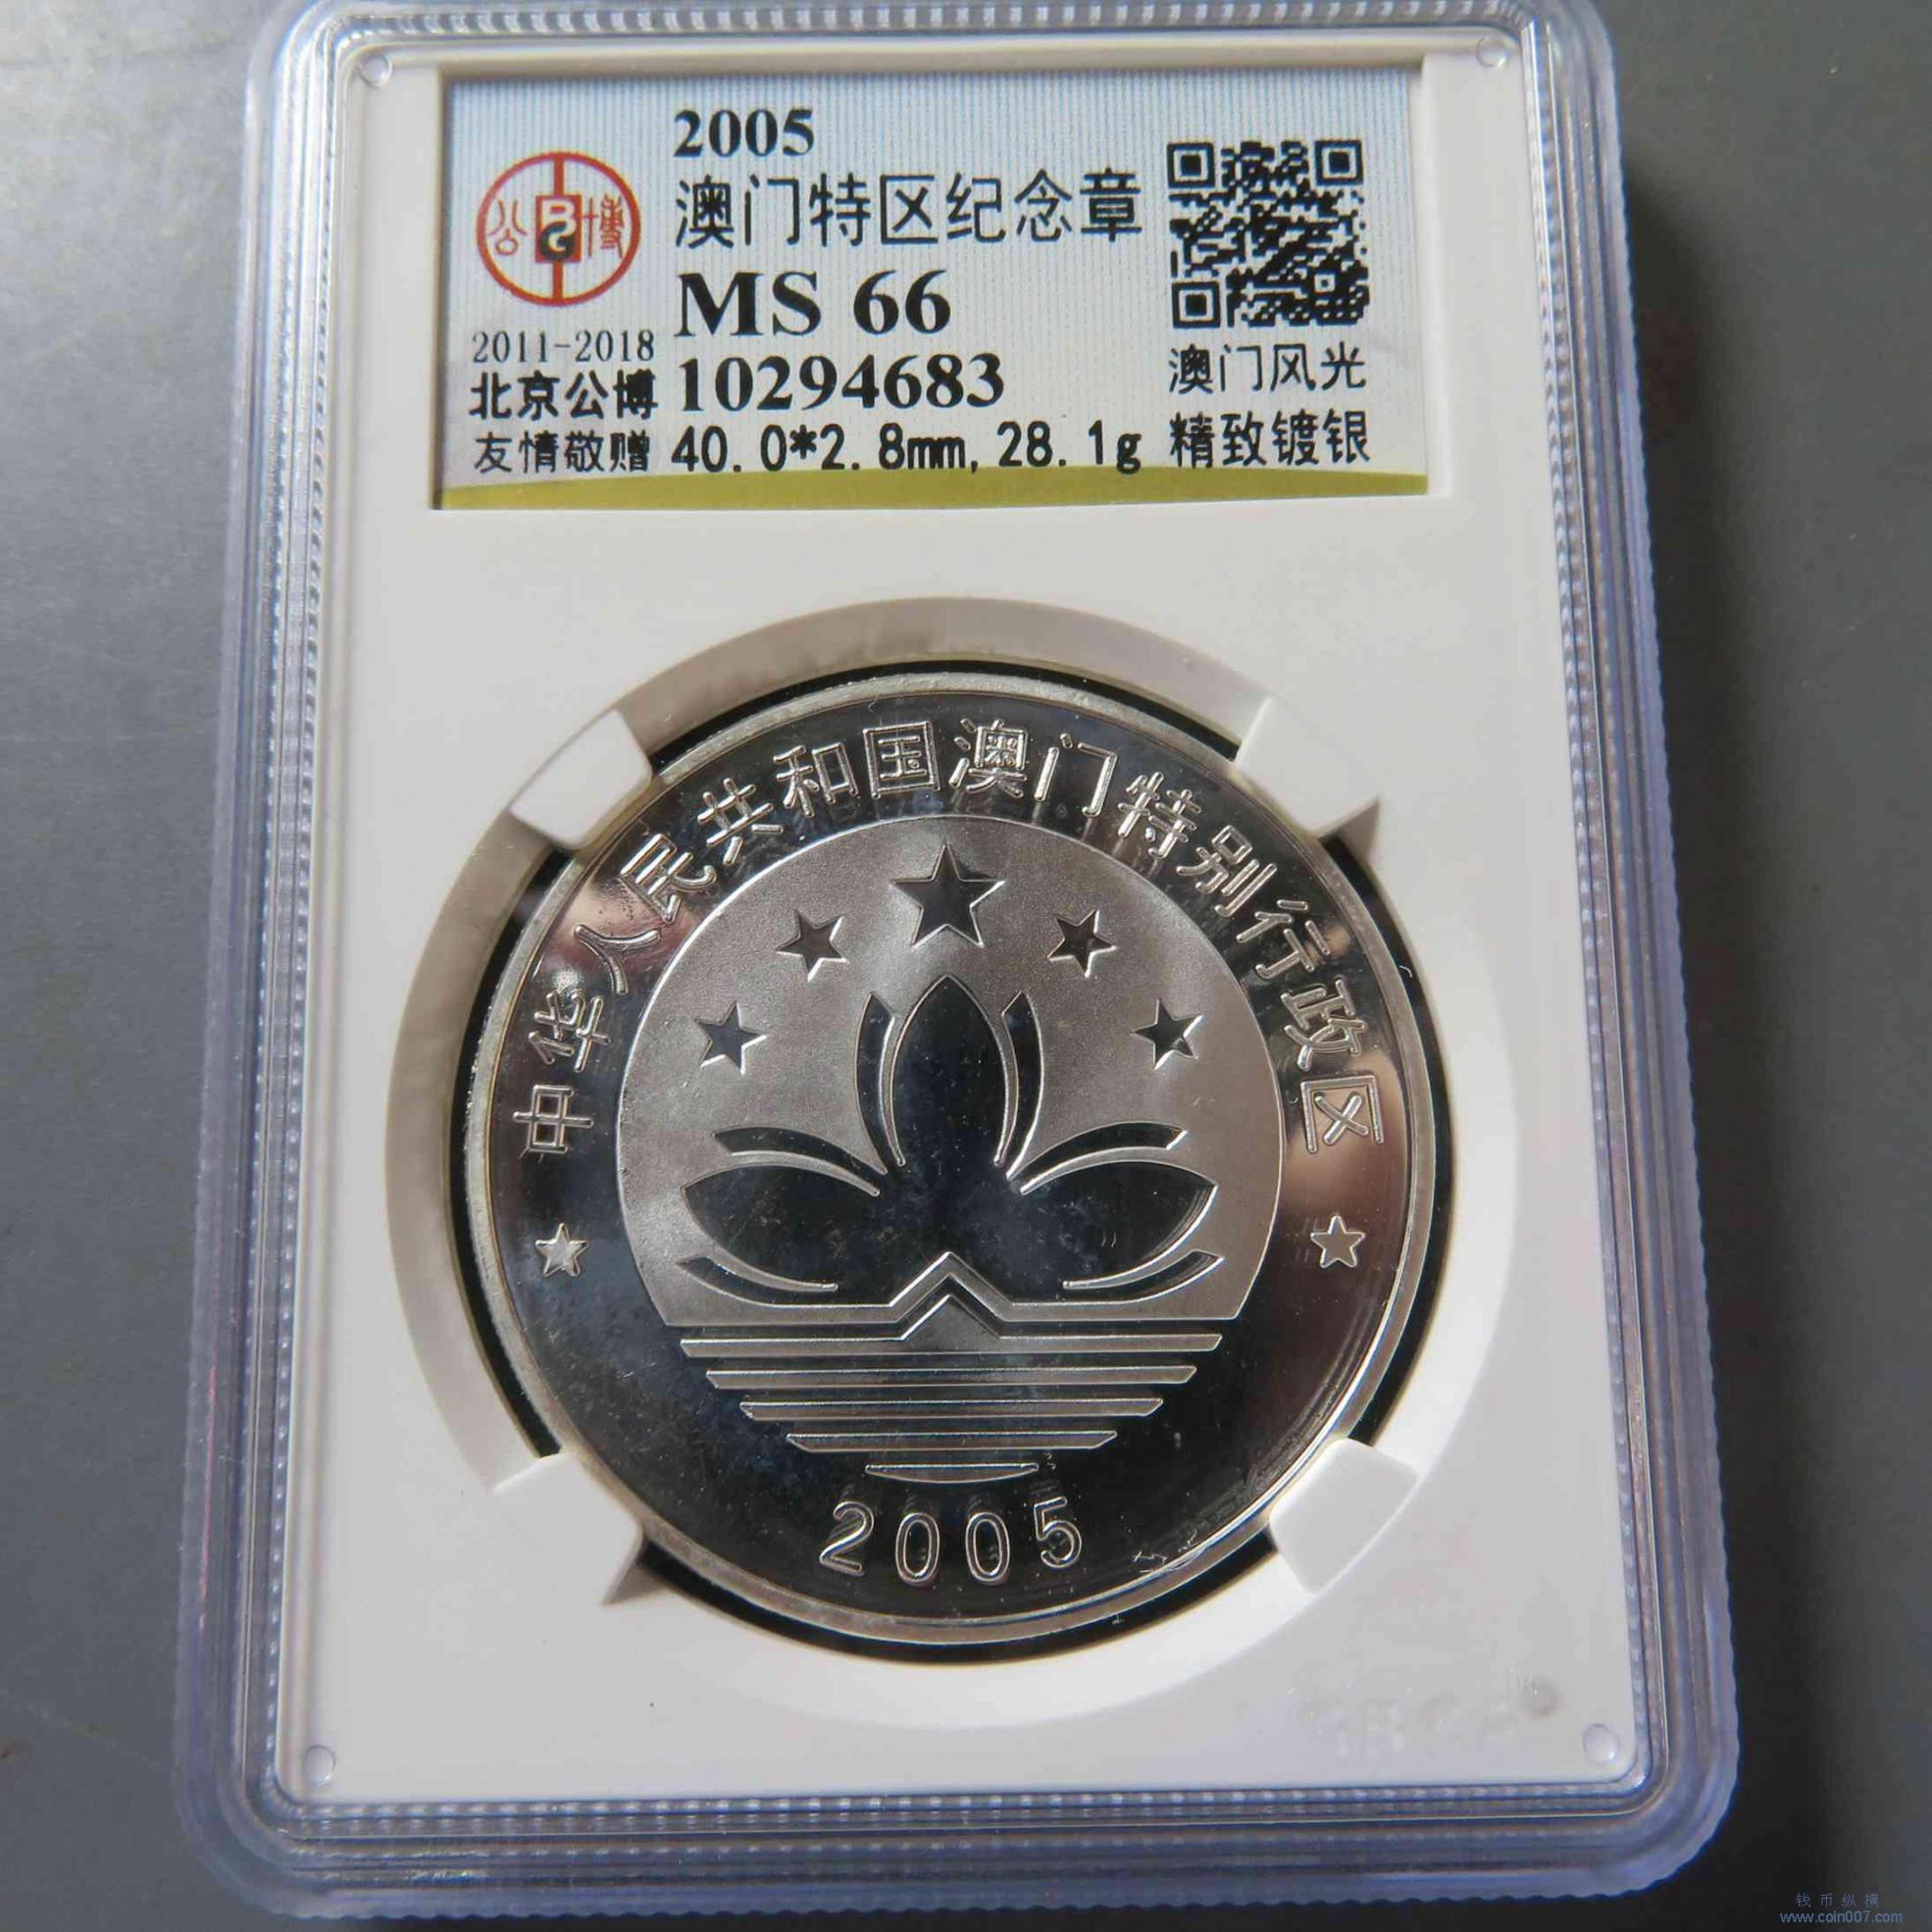 2005
澳门特区纪念章
MS 66
10294683
40.0*2.8mm,28.1g
公博
2011-2018
北京公博
友情敬赠
澳门风光
精致镀银
中华人民共和国澳门特别行政区
2005
钱币纵横
www.coin007.com